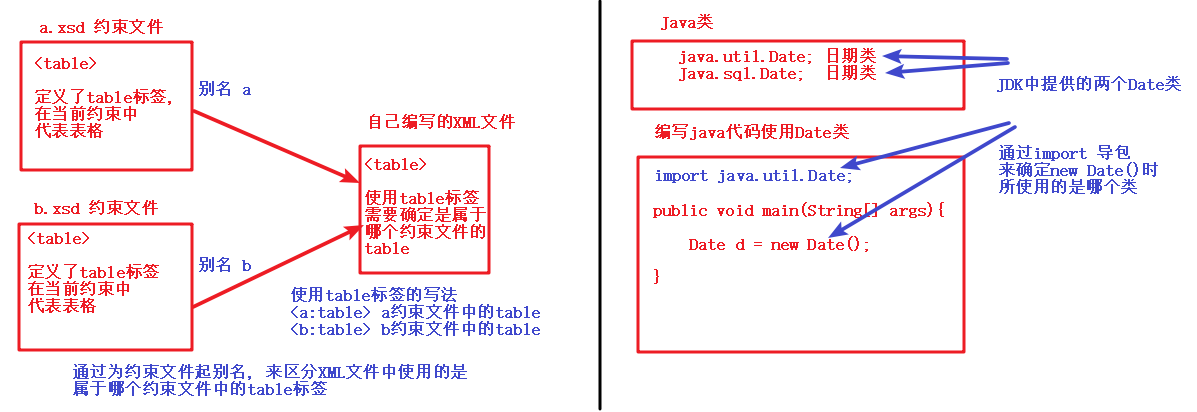 a.xsd 约束文件
<table>
定义了table标签,
在当前约束中
代表表格
别名 a
b.xsd 约束文件
<table>
定义了table标签
在当前约束中
代表表格
别名 b
自己编写的XML文件
<table>
使用table标签
需要确定是属于
哪个约束文件的
table
使用table标签的写法
<a:table> a约束文件中的table
<b:table> b约束文件中的table
通过为约束文件起别名, 来区分XML文件中使用的是
属于哪个约束文件中的table标签
Java类
java.util.Date; 日期类
Java.sql.Date; 日期类
JDK中提供的两个Date类
编写java代码使用Date类
import java.util.Date;
public void main(String[] args){
Date d = new Date();
}
通过import 导包
来确定new Date()时
所使用的是哪个类